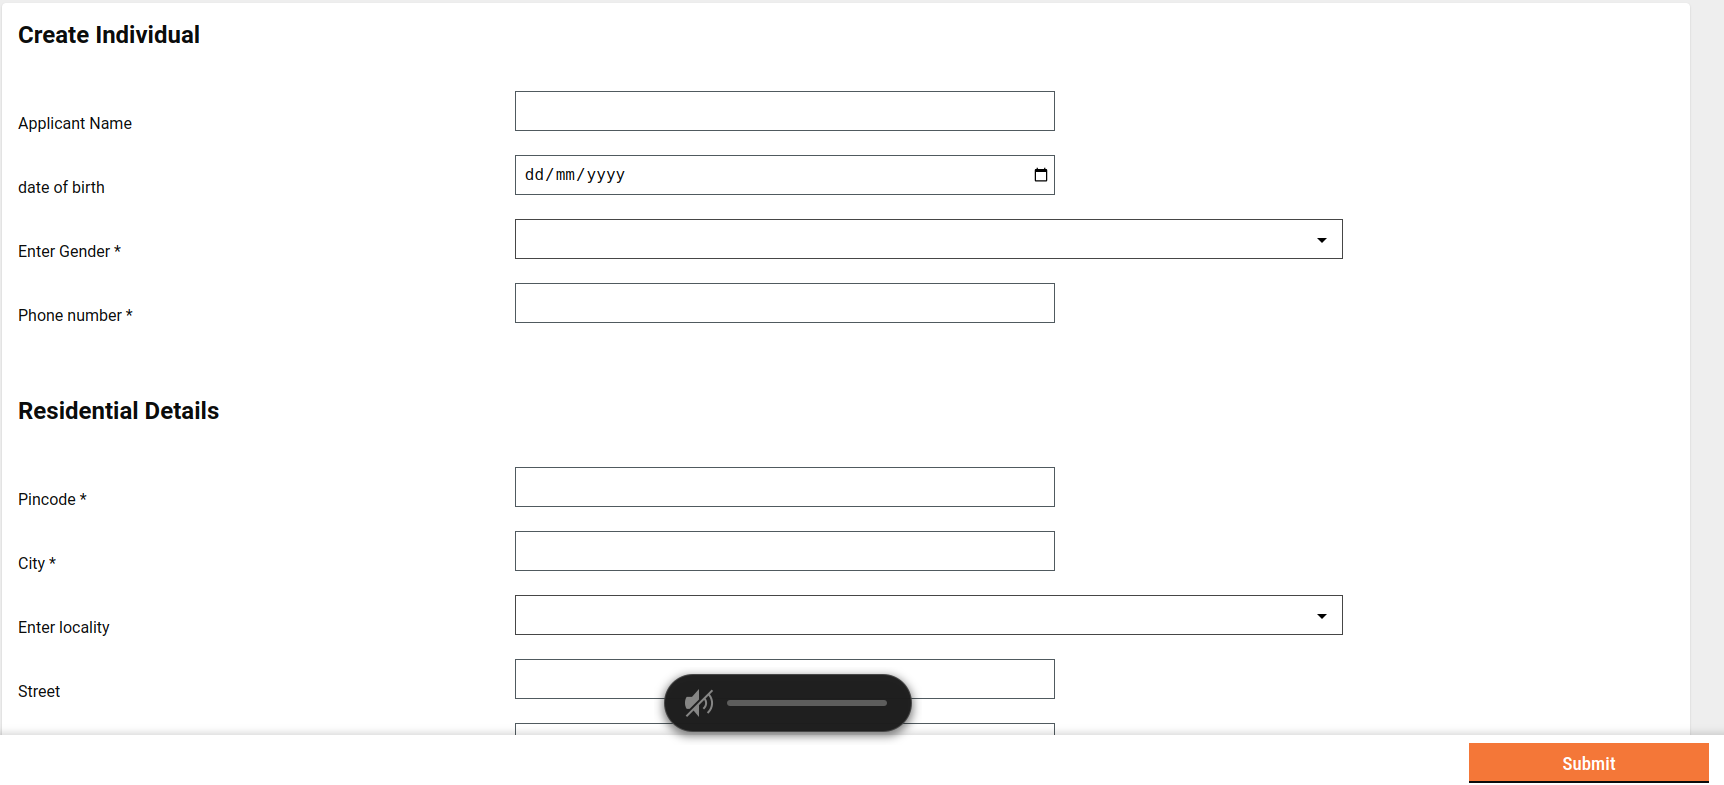 Create Individual
Applicant Name
date of birth
dd/mm/yyyy
Enter Gender *
Phone number *
Residential Details
Pincode *
City *
Enter locality
Street
Submit